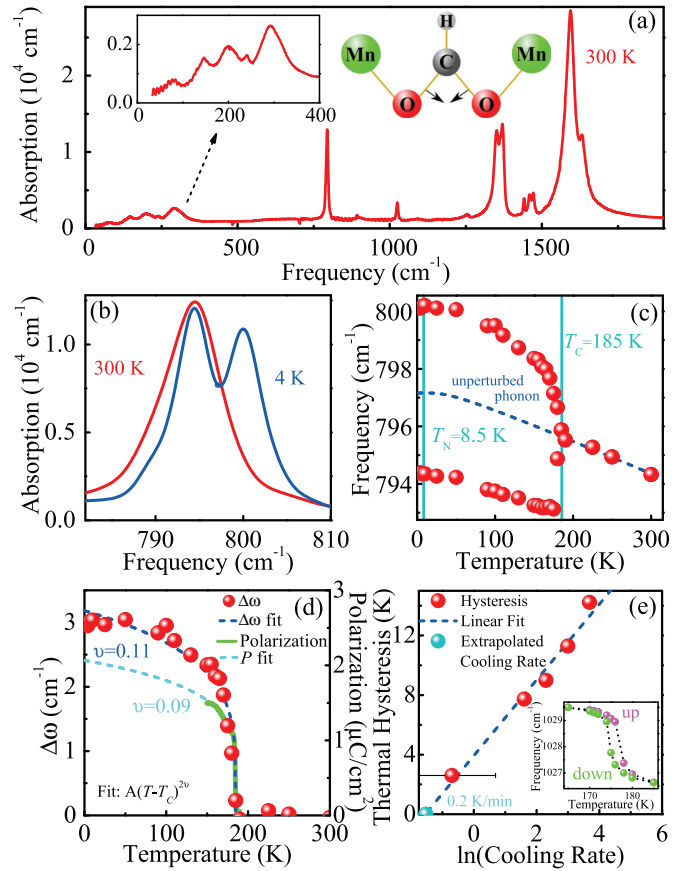 (a)
H
Mn
C
Mn
O
O
300 K
0.2
0.0
200
400
2
1
0
Absorption (10⁴ cm⁻¹)
0
500
1000
1500
Frequency (cm⁻¹)
(b)
300 K
4 K
1.0
0.5
0.0
Absorption (10⁴ cm⁻¹)
790
800
810
Frequency (cm⁻¹)
(c)
T_C=185 K
unperturbed
phonon
T_N=8.5 K
800
798
796
794
Frequency (cm⁻¹)
0
100
200
300
Temperature (K)
(d)
Δω
Δω fit
Polarization
P fit
υ=0.11
υ=0.09
Fit: A(T-T_C)^{2υ}
3
2
1
0
Δω (cm⁻¹)
3
2
1
0
Polarization (μC/cm²)
0
50
100
150
200
250
300
Temperature (K)
(e)
Hysteresis
Linear Fit
Extrapolated
Cooling Rate
0.2 K/min
12
8
4
0
Thermal Hysteresis (K)
0
2
4
6
ln(Cooling Rate)
up
down
1029
1028
1027
Frequency (cm⁻¹)
170
180
Temperature (K)